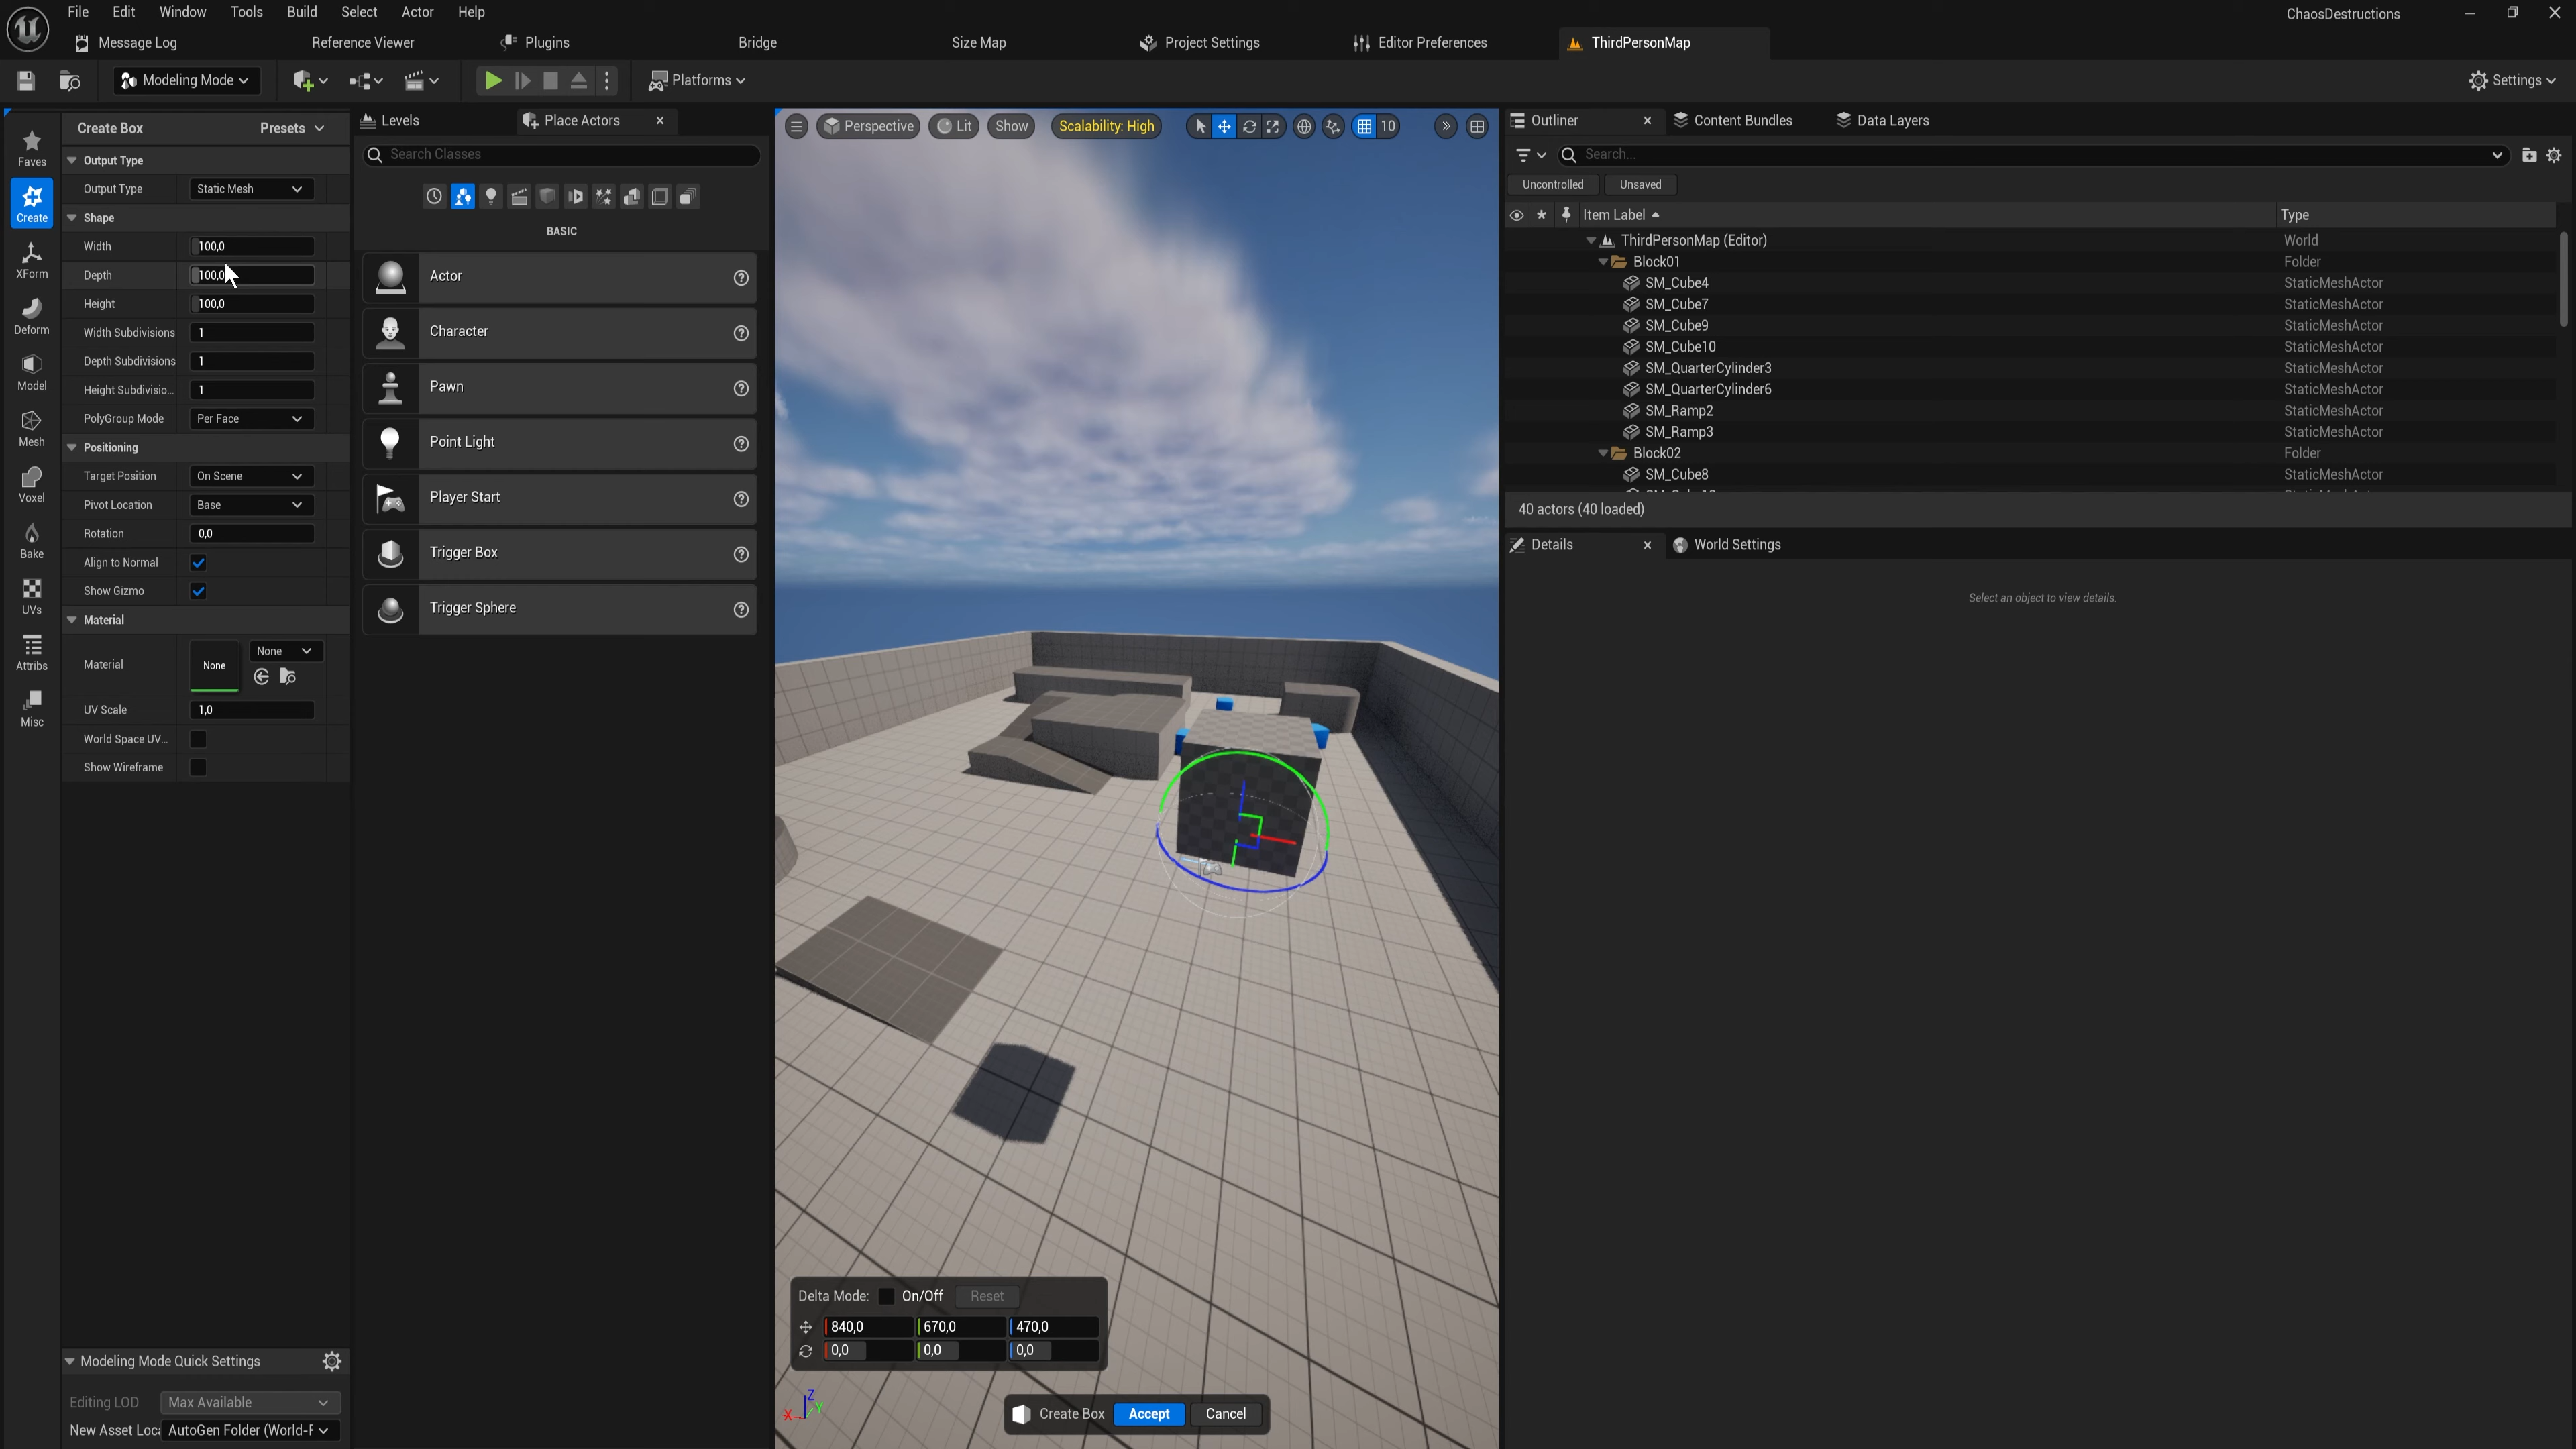 File Edit Window Tools Build Select Actor Help
ChaosDestructions
Message Log Reference Viewer Plugins Bridge Size Map Project Settings Editor Preferences ThirdPersonMap
Modeling Mode Platforms Settings
Create Box Presets
Faves
Create
XForm
Deform
Model
Mesh
Voxel
Bake
UVs
Attribs
Misc
Output Type
Output Type Static Mesh
Shape
Width 100,0
Depth 100,0
Height 100,0
Width Subdivisions 1
Depth Subdivisions 1
Height Subdivisio... 1
PolyGroup Mode Per Face
Positioning
Target Position On Scene
Pivot Location Base
Rotation 0,0
Align to Normal
Show Gizmo
Material
Material None None
UV Scale 1,0
World Space UV...
Show Wireframe
Modeling Mode Quick Settings
Editing LOD Max Available
New Asset Loca AutoGen Folder (World-F
Levels Place Actors
Search Classes
BASIC
Actor
Character
Pawn
Point Light
Player Start
Trigger Box
Trigger Sphere
Perspective Lit Show Scalability: High 10
Delta Mode: On/Off Reset
840,0 670,0 470,0
0,0 0,0 0,0
Z
X Y
Create Box Accept Cancel
Outliner Content Bundles Data Layers
Search...
Uncontrolled Unsaved
Item Label Type
ThirdPersonMap (Editor) World
Block01 Folder
SM_Cube4 StaticMeshActor
SM_Cube7 StaticMeshActor
SM_Cube9 StaticMeshActor
SM_Cube10 StaticMeshActor
SM_QuarterCylinder3 StaticMeshActor
SM_QuarterCylinder6 StaticMeshActor
SM_Ramp2 StaticMeshActor
SM_Ramp3 StaticMeshActor
Block02 Folder
SM_Cube8 StaticMeshActor
40 actors (40 loaded)
Details World Settings
Select an object to view details.